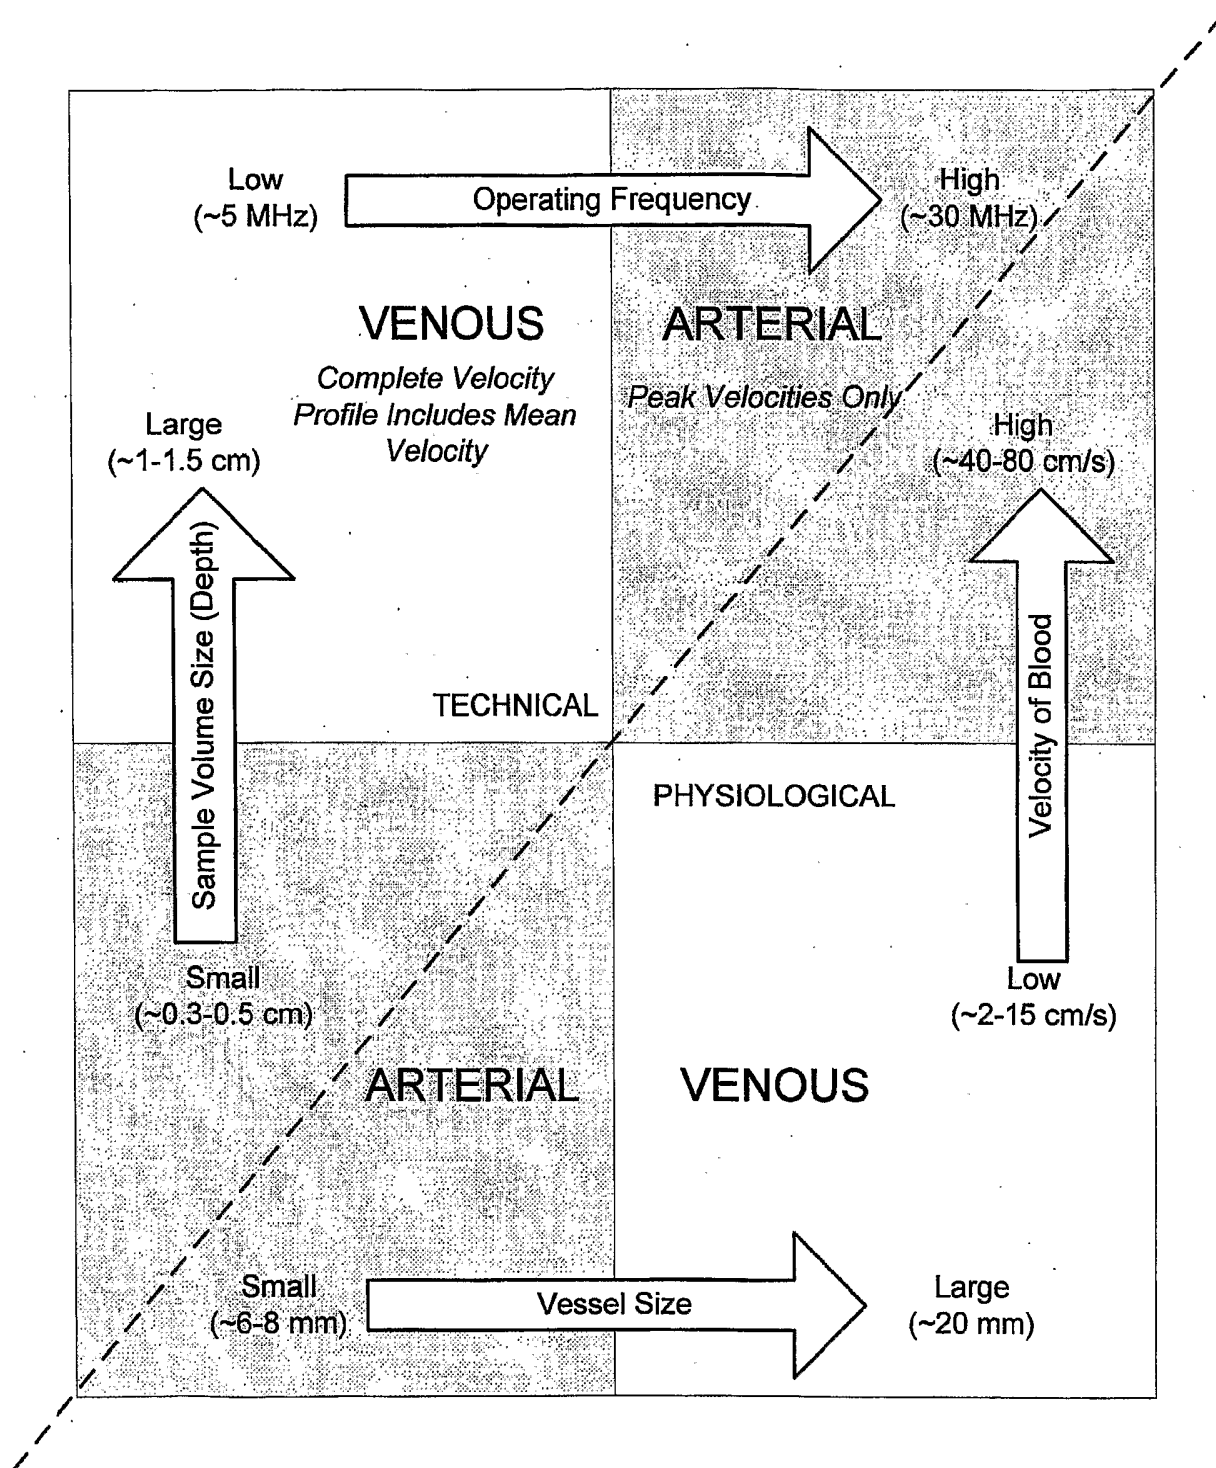 Low
(~5 MHz)
Operating Frequency
High
(~30 MHz)
VENOUS
Complete Velocity
Profile Includes Mean
Velocity
ARTERIAL
Peak Velocities Only
Large
(~1-1.5 cm)
High
(~40-80 cm/s)
Sample Volume Size (Depth)
Velocity of Blood
TECHNICAL
PHYSIOLOGICAL
Small
(~0.3-0.5 cm)
Low
(~2-15 cm/s)
ARTERIAL
VENOUS
Small
(~6-8 mm)
Vessel Size
Large
(~20 mm)